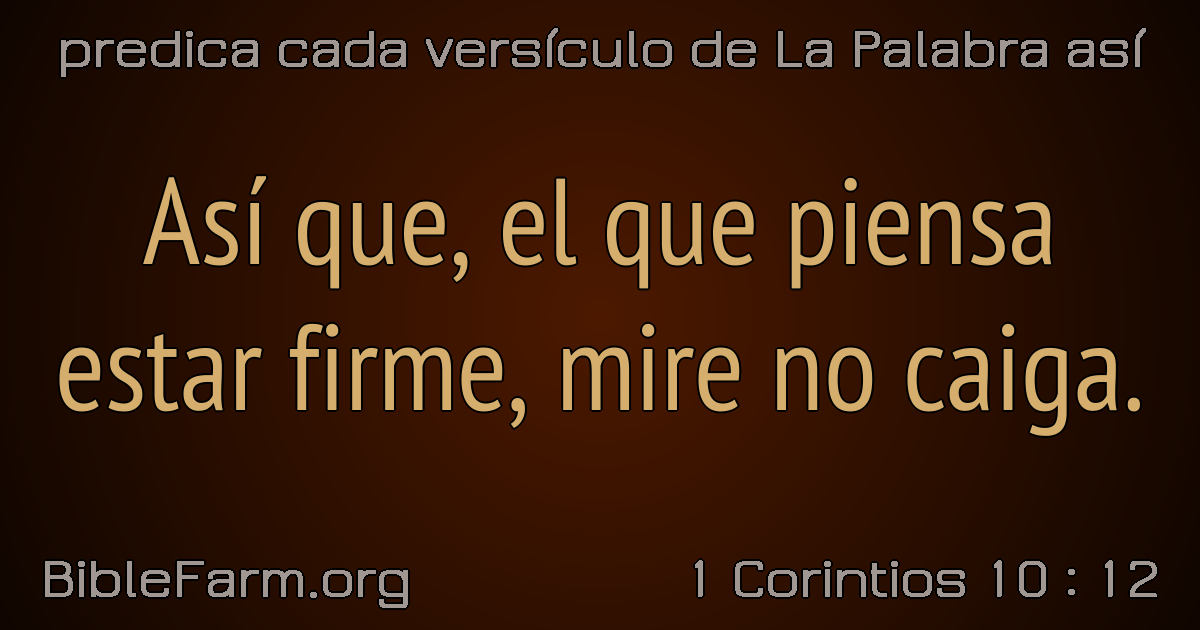 predica cada versículo de La Palabra así
Así que, el que piensa
estar firme, mire no caiga.
BibleFarm.org
1 Corintios 10 : 12